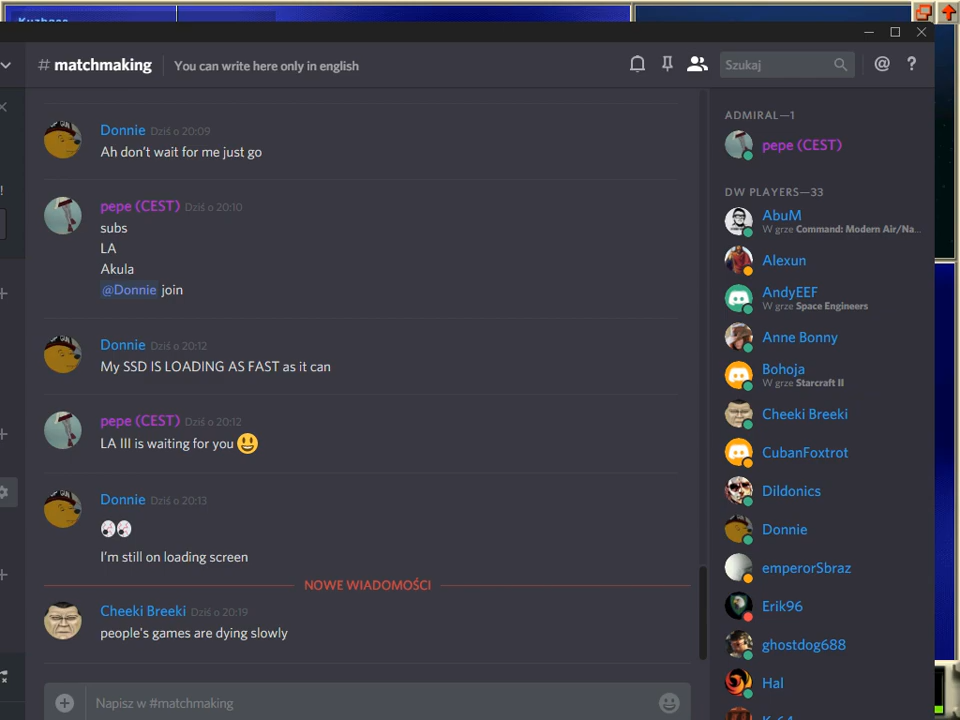 # matchmaking
You can write here only in english
Szukaj
@
?
Donnie Dziś o 20:09
Ah don't wait for me just go
pepe (CEST) Dziś o 20:10
subs
LA
Akula
@Donnie join
Donnie Dziś o 20:12
My SSD IS LOADING AS FAST as it can
pepe (CEST) Dziś o 20:12
LA III is waiting for you
Donnie Dziś o 20:13
I'm still on loading screen
NOWE WIADOMOŚCI
Cheeki Breeki Dziś o 20:19
people's games are dying slowly
Napisz w #matchmaking
ADMIRAL—1
pepe (CEST)
DW PLAYERS—33
AbuM
W grze Command: Modern Air/Na...
Alexun
AndyEEF
W grze Space Engineers
Anne Bonny
Bohoja
W grze Starcraft II
Cheeki Breeki
CubanFoxtrot
Dildonics
Donnie
emperorSbraz
Erik96
ghostdog688
Hal